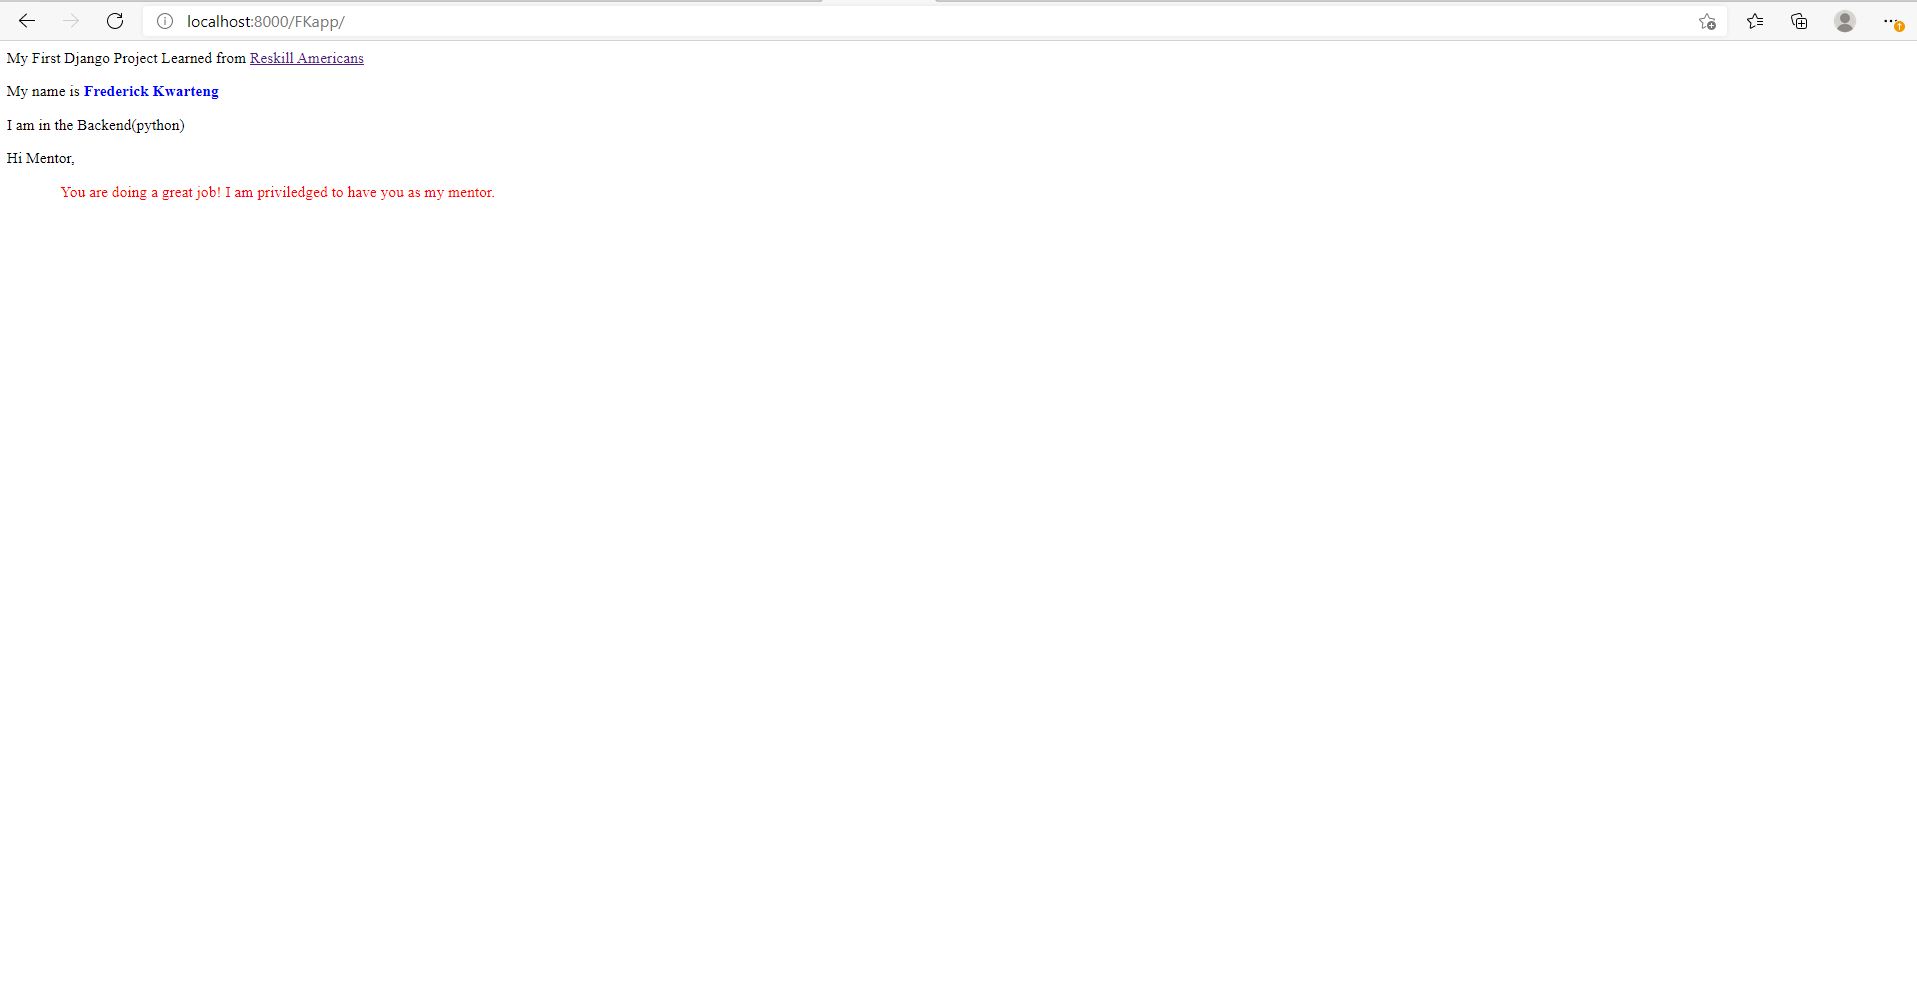 localhost:8000/FKapp/
My First Django Project Learned from Reskill Americans
My name is Frederick Kwarteng
I am in the Backend(python)
Hi Mentor,
You are doing a great job! I am priviledged to have you as my mentor.